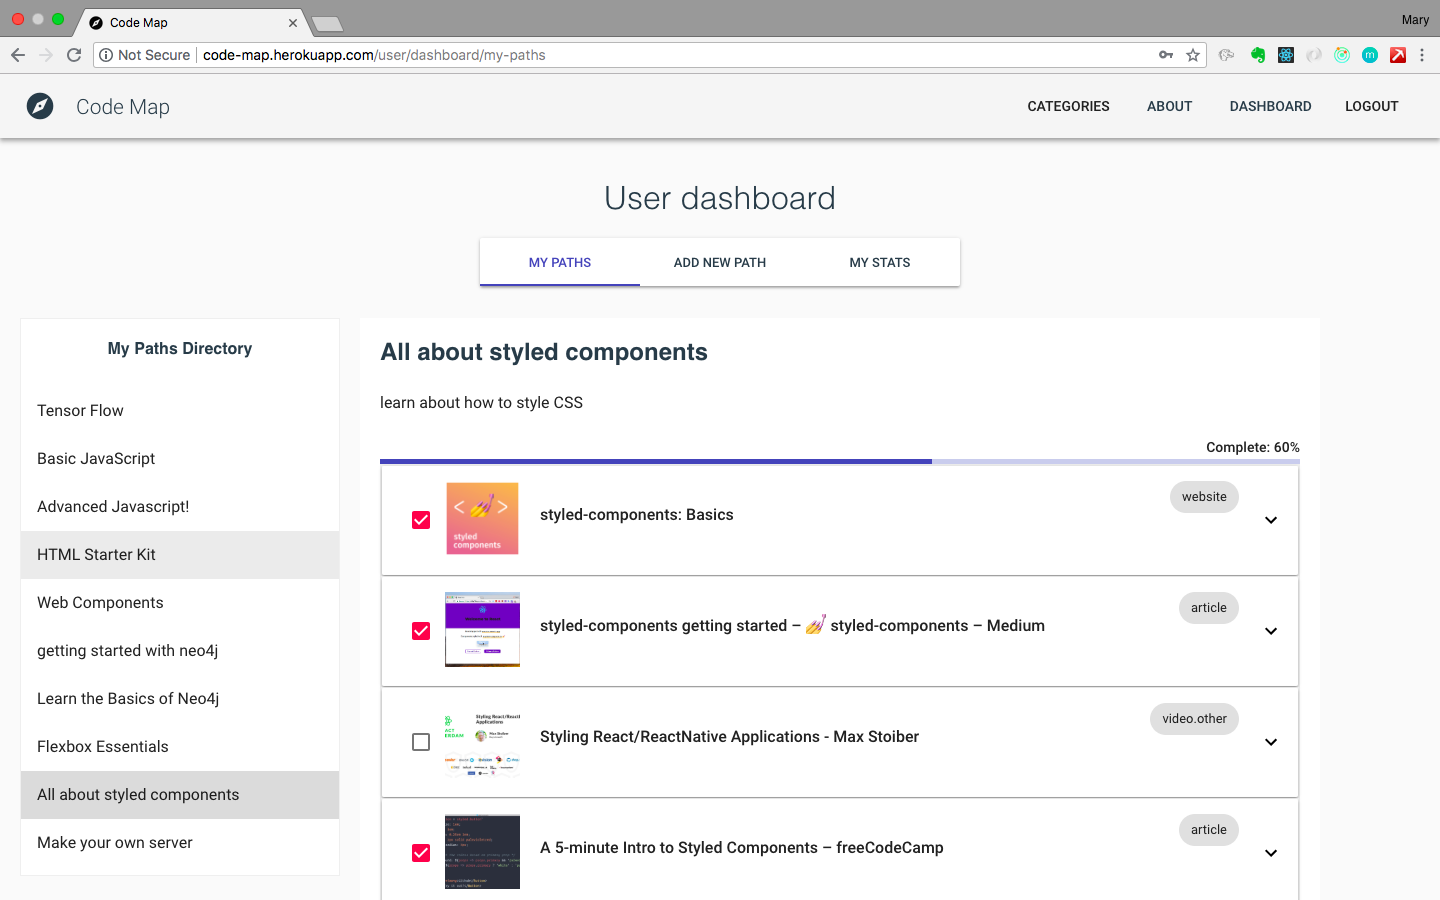 Code Map
Mary
Not Secure
code-map.herokuapp.com/user/dashboard/my-paths
Code Map
CATEGORIES
ABOUT
DASHBOARD
LOGOUT
User dashboard
MY PATHS
ADD NEW PATH
MY STATS
My Paths Directory
Tensor Flow
Basic JavaScript
Advanced Javascript!
HTML Starter Kit
Web Components
getting started with neo4j
Learn the Basics of Neo4j
Flexbox Essentials
All about styled components
Make your own server
All about styled components
learn about how to style CSS
Complete: 60%
< 💅 >
styled
components
styled-components: Basics
website
styled-components getting started – 💅 styled-components – Medium
article
Styling React/React
Applications
Styling React/ReactNative Applications - Max Stoiber
video.other
A 5-minute Intro to Styled Components – freeCodeCamp
article